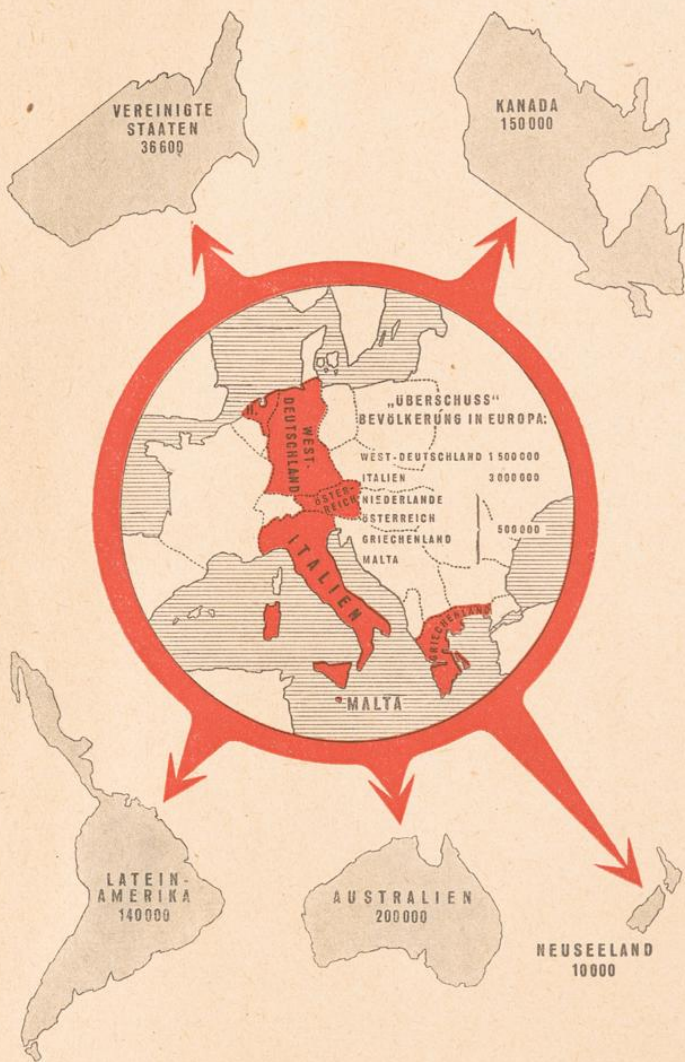 VEREINIGTE
STAATEN
36600
KANADA
150000
„ÜBERSCHUSS“
BEVÖLKERUNG IN EUROPA:
WEST-DEUTSCHLAND 1500000
ITALIEN 3000000
NIEDERLANDE
ÖSTERREICH
GRIECHENLAND
MALTA
500000
N.
WEST-
DEUTSCHLAND
ÖSTER-
REICH
ITALIEN
GRIECHENLAND
MALTA
LATEIN-
AMERIKA
140000
AUSTRALIEN
200000
NEUSEELAND
10000